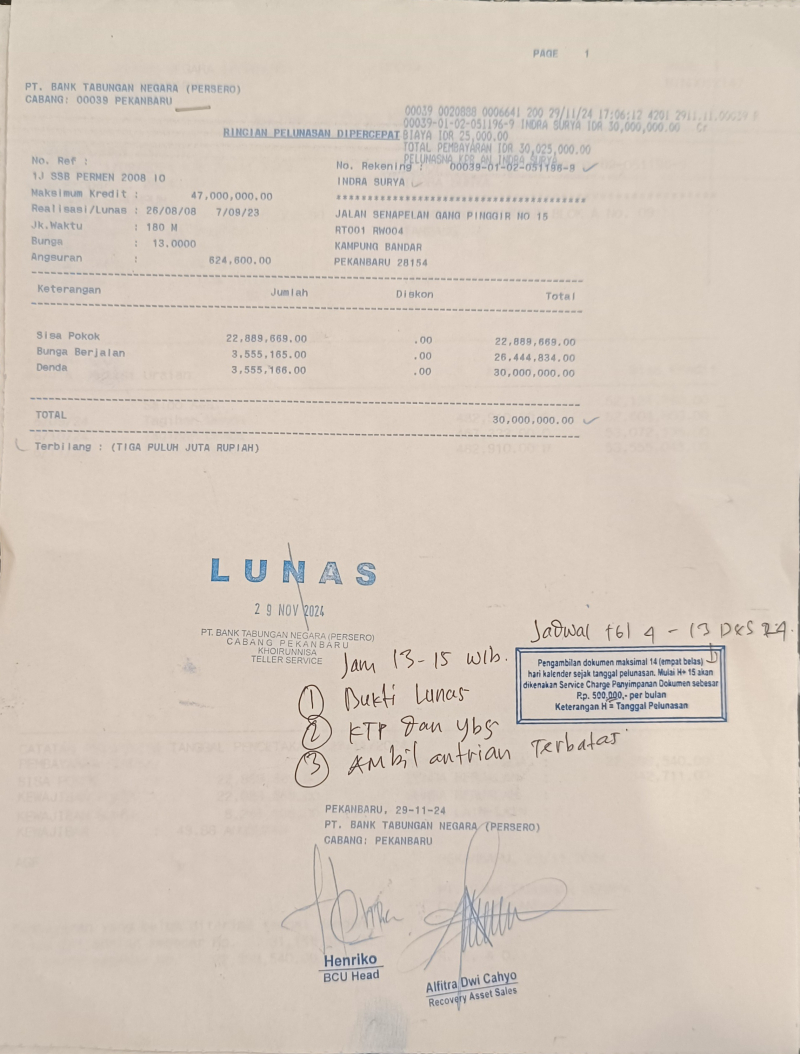 PAGE 1
PT. BANK TABUNGAN NEGARA (PERSERO)
CABANG: 00039 PEKANBARU
00039 0020888 0006641 200 29/11/24 17:06:12 4201
00039-01-02-051196-9 INDRA SURYA IDR 30,000,000.00 Cr
RINCIAN PELUNASAN DIPERCEPAT BIAYA IDR 25,000.00
TOTAL PEMBAYARAN IDR 30,025,000.00
PELUNASNA KPR AN INDRA SURYA
No. Ref :
No. Rekening : 00039-01-02-051196-9
1J SSB PERMEN 2008 IO
INDRA SURYA
Maksimum Kredit : 47,000,000.00
****************************************
Realisasi/Lunas : 26/08/08 7/09/23
JALAN SENAPELAN GANG PINGGIR NO 15
Jk.Waktu : 180 M
RT001 RW004
Bunga : 13.0000
KAMPUNG BANDAR
Angsuran : 624,600.00
PEKANBARU 28154
Keterangan Jumlah Diskon Total
Sisa Pokok 22,889,669.00 .00 22,889,669.00
Bunga Berjalan 3,555,165.00 .00 26,444,834.00
Denda 3,555,166.00 .00 30,000,000.00
TOTAL 30,000,000.00
Terbilang : (TIGA PULUH JUTA RUPIAH)
LUNAS
29 NOV 2024
PT. BANK TABUNGAN NEGARA (PERSERO)
CABANG PEKANBARU
KHOIRUNNISA
TELLER SERVICE
Jadwal tgl 4 - 13 Des 24.
Pengambilan dokumen maksimal 14 (empat belas)
hari kalender sejak tanggal pelunasan. Mulai H+ 15 akan
dikenakan Service Charge Penyimpanan Dokumen sebesar
Rp. 500,000,- per bulan
Keterangan H = Tanggal Pelunasan
Jam 13-15 wib.
1 Bukti Lunas
2 KTP dan ybs
3 Ambil antrian Terbatas
PEKANBARU, 29-11-24
PT. BANK TABUNGAN NEGARA (PERSERO)
CABANG: PEKANBARU
Henriko
BCU Head
Alfitra Dwi Cahyo
Recovery Asset Sales